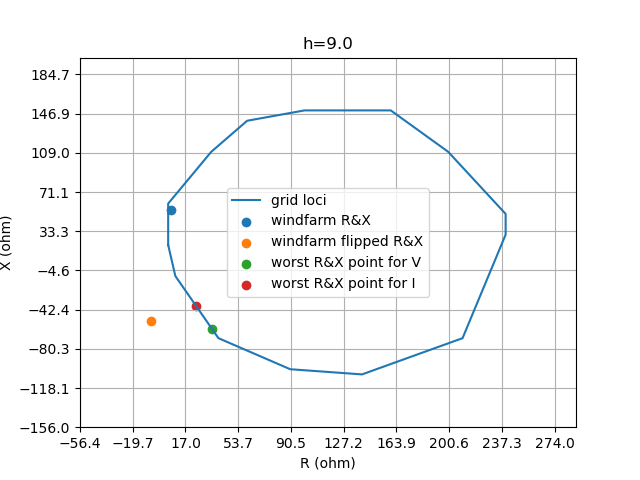 h=9.0
184.7
146.9
109.0
71.1
33.3
−4.6
−42.4
−80.3
−118.1
−156.0
X (ohm)
grid loci
windfarm R&X
windfarm flipped R&X
worst R&X point for V
worst R&X point for I
−56.4 −19.7 17.0 53.7 90.5 127.2 163.9 200.6 237.3 274.0
R (ohm)